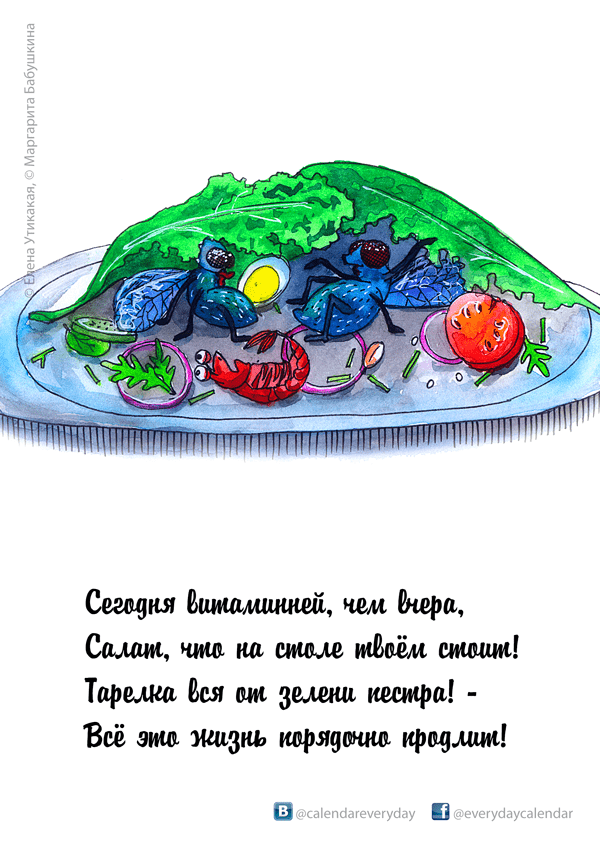 © Елена Утикакая, © Маргарита Бабушкина
Сегодня витаминней, чем вчера,
Салат, что на столе твоём стоит!
Тарелка вся от зелени пестра! -
Всё это жизнь порядочно продлит!
B @calendareveryday f @everydaycalendar